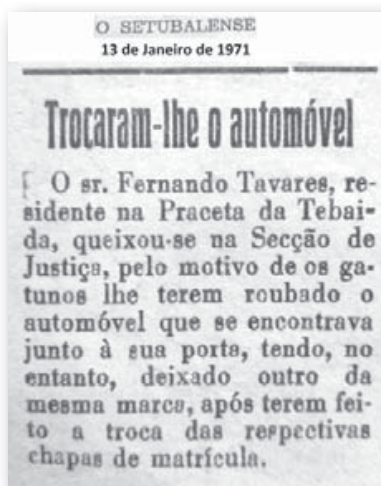 O SETUBALENSE
13 de Janeiro de 1971
Trocaram-lhe o automóvel
O sr. Fernando Tavares, re-
sidente na Praceta da Tebai-
da, queixou-se na Secção de
Justiça, pelo motivo de os ga-
tunos lhe terem roubado o
automóvel que se encontrava
junto à sua porta, tendo, no
entanto, deixado outro da
mesma marca, após terem fei-
to a troca das respectivas
chapas de matrícula.